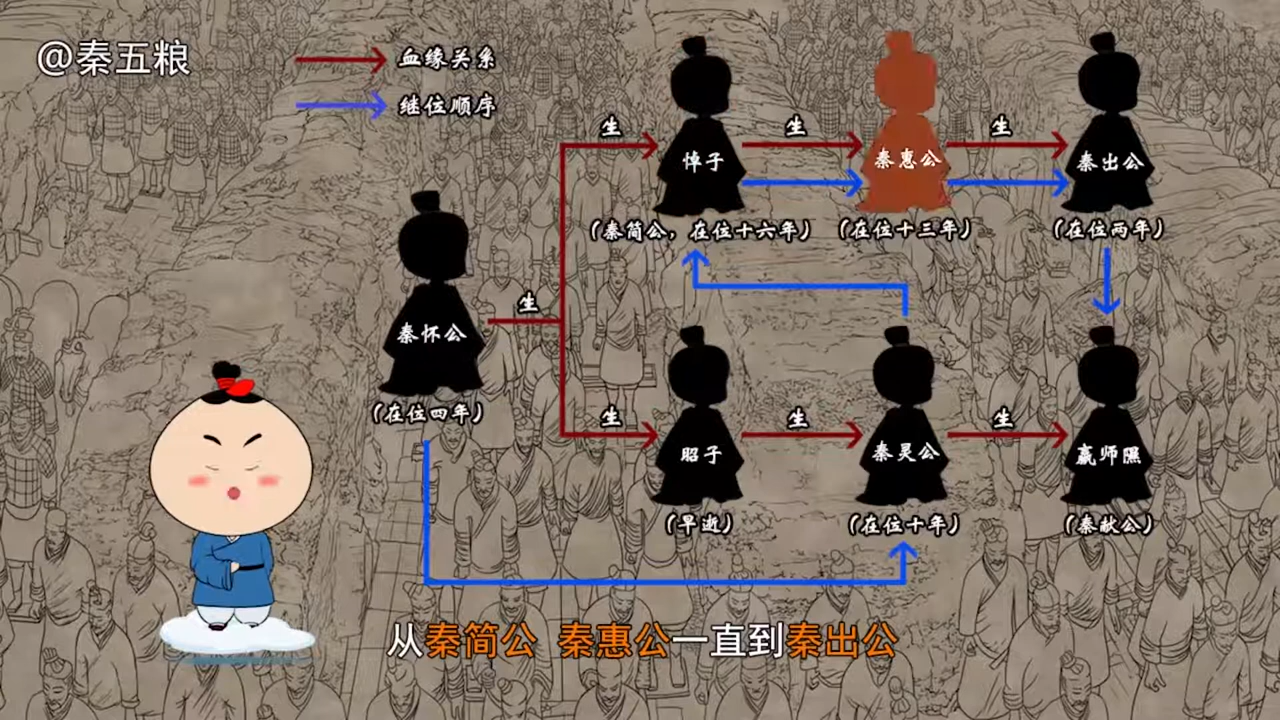 @秦五粮
血缘关系
继位顺序
生
生
生
悼子
秦惠公
秦出公
(秦简公，在位十六年)
(在位十三年)
(在位两年)
生
秦怀公
(在位四年)
生
生
生
昭子
秦灵公
嬴师隰
(早逝)
(在位十年)
(秦献公)
从秦简公 秦惠公一直到秦出公